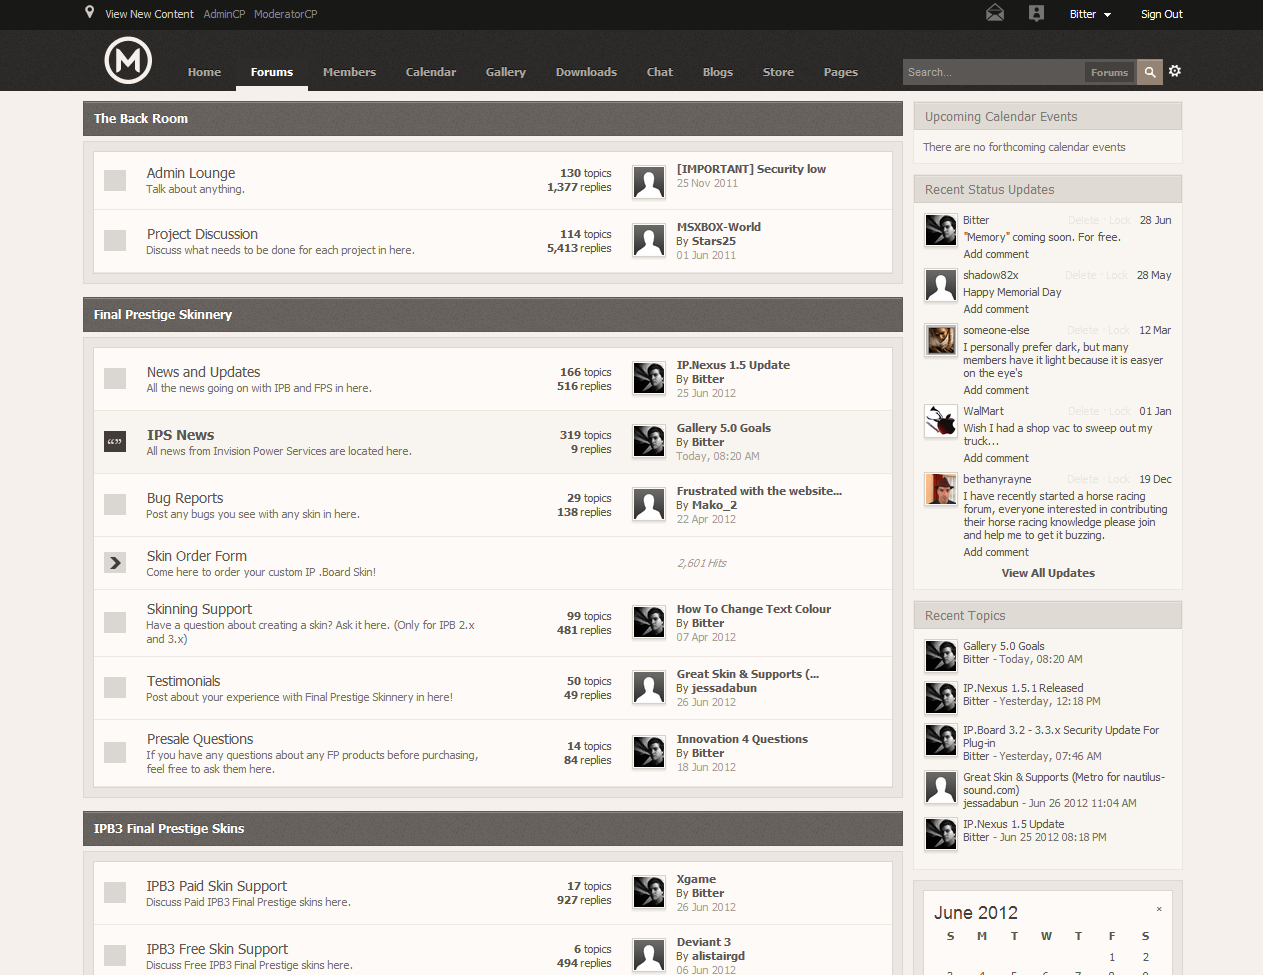 View New Content AdminCP ModeratorCP
Bitter Sign Out
M
Home Forums Members Calendar Gallery Downloads Chat Blogs Store Pages
Search... Forums
The Back Room
Admin Lounge
Talk about anything.
130 topics
1,377 replies
[IMPORTANT] Security low
25 Nov 2011
Project Discussion
Discuss what needs to be done for each project in here.
114 topics
5,413 replies
MSXBOX-World
By Stars25
01 Jun 2011
Final Prestige Skinnery
News and Updates
All the news going on with IPB and FPS in here.
166 topics
516 replies
IP.Nexus 1.5 Update
By Bitter
25 Jun 2012
IPS News
All news from Invision Power Services are located here.
319 topics
9 replies
Gallery 5.0 Goals
By Bitter
Today, 08:20 AM
Bug Reports
Post any bugs you see with any skin in here.
29 topics
138 replies
Frustrated with the website...
By Mako_2
22 Apr 2012
Skin Order Form
Come here to order your custom IP .Board Skin!
2,601 Hits
Skinning Support
Have a question about creating a skin? Ask it here. (Only for IPB 2.x
and 3.x)
99 topics
481 replies
How To Change Text Colour
By Bitter
07 Apr 2012
Testimonials
Post about your experience with Final Prestige Skinnery in here!
50 topics
49 replies
Great Skin & Supports (...
By jessadabun
26 Jun 2012
Presale Questions
If you have any questions about any FP products before purchasing,
feel free to ask them here.
14 topics
84 replies
Innovation 4 Questions
By Bitter
18 Jun 2012
IPB3 Final Prestige Skins
IPB3 Paid Skin Support
Discuss Paid IPB3 Final Prestige skins here.
17 topics
927 replies
Xgame
By Bitter
26 Jun 2012
IPB3 Free Skin Support
Discuss Free IPB3 Final Prestige skins here.
6 topics
494 replies
Deviant 3
By alistairgd
06 Jun 2012
Upcoming Calendar Events
There are no forthcoming calendar events
Recent Status Updates
Bitter Delete · Lock 28 Jun
"Memory" coming soon. For free.
Add comment
shadow82x Delete · Lock 28 May
Happy Memorial Day
Add comment
someone-else Delete · Lock 12 Mar
I personally prefer dark, but many
members have it light because it is easyer
on the eye's
Add comment
WalMart Delete · Lock 01 Jan
Wish I had a shop vac to sweep out my
truck...
Add comment
bethanyrayne Delete · Lock 19 Dec
I have recently started a horse racing
forum, everyone interested in contributing
their horse racing knowledge please join
and help me to get it buzzing.
Add comment
View All Updates
Recent Topics
Gallery 5.0 Goals
Bitter - Today, 08:20 AM
IP.Nexus 1.5.1 Released
Bitter - Yesterday, 12:18 PM
IP.Board 3.2 - 3.3.x Security Update For
Plug-in
Bitter - Yesterday, 07:46 AM
Great Skin & Supports (Metro for nautilus-
sound.com)
jessadabun - Jun 26 2012 11:04 AM
IP.Nexus 1.5 Update
Bitter - Jun 25 2012 08:18 PM
June 2012 ×
S M T W T F S
1 2